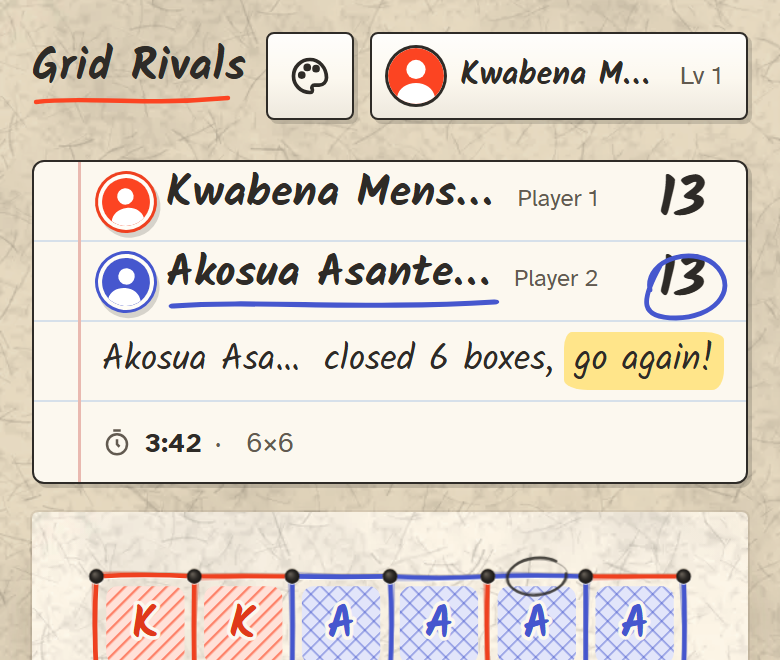 Grid Rivals
Kwabena M... Lv 1
Kwabena Mens... Player 1 13
Akosua Asante... Player 2 13
Akosua Asa... closed 6 boxes, go again!
3:42 · 6×6
K K A A A A